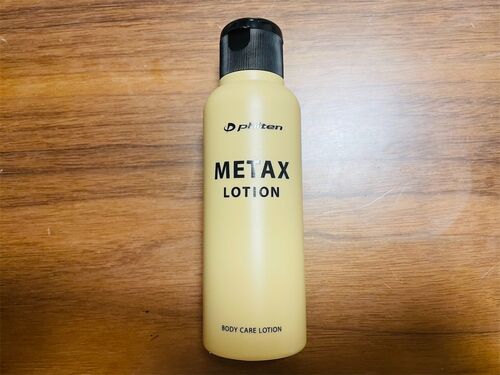 phiten
METAX
LOTION
BODY CARE LOTION